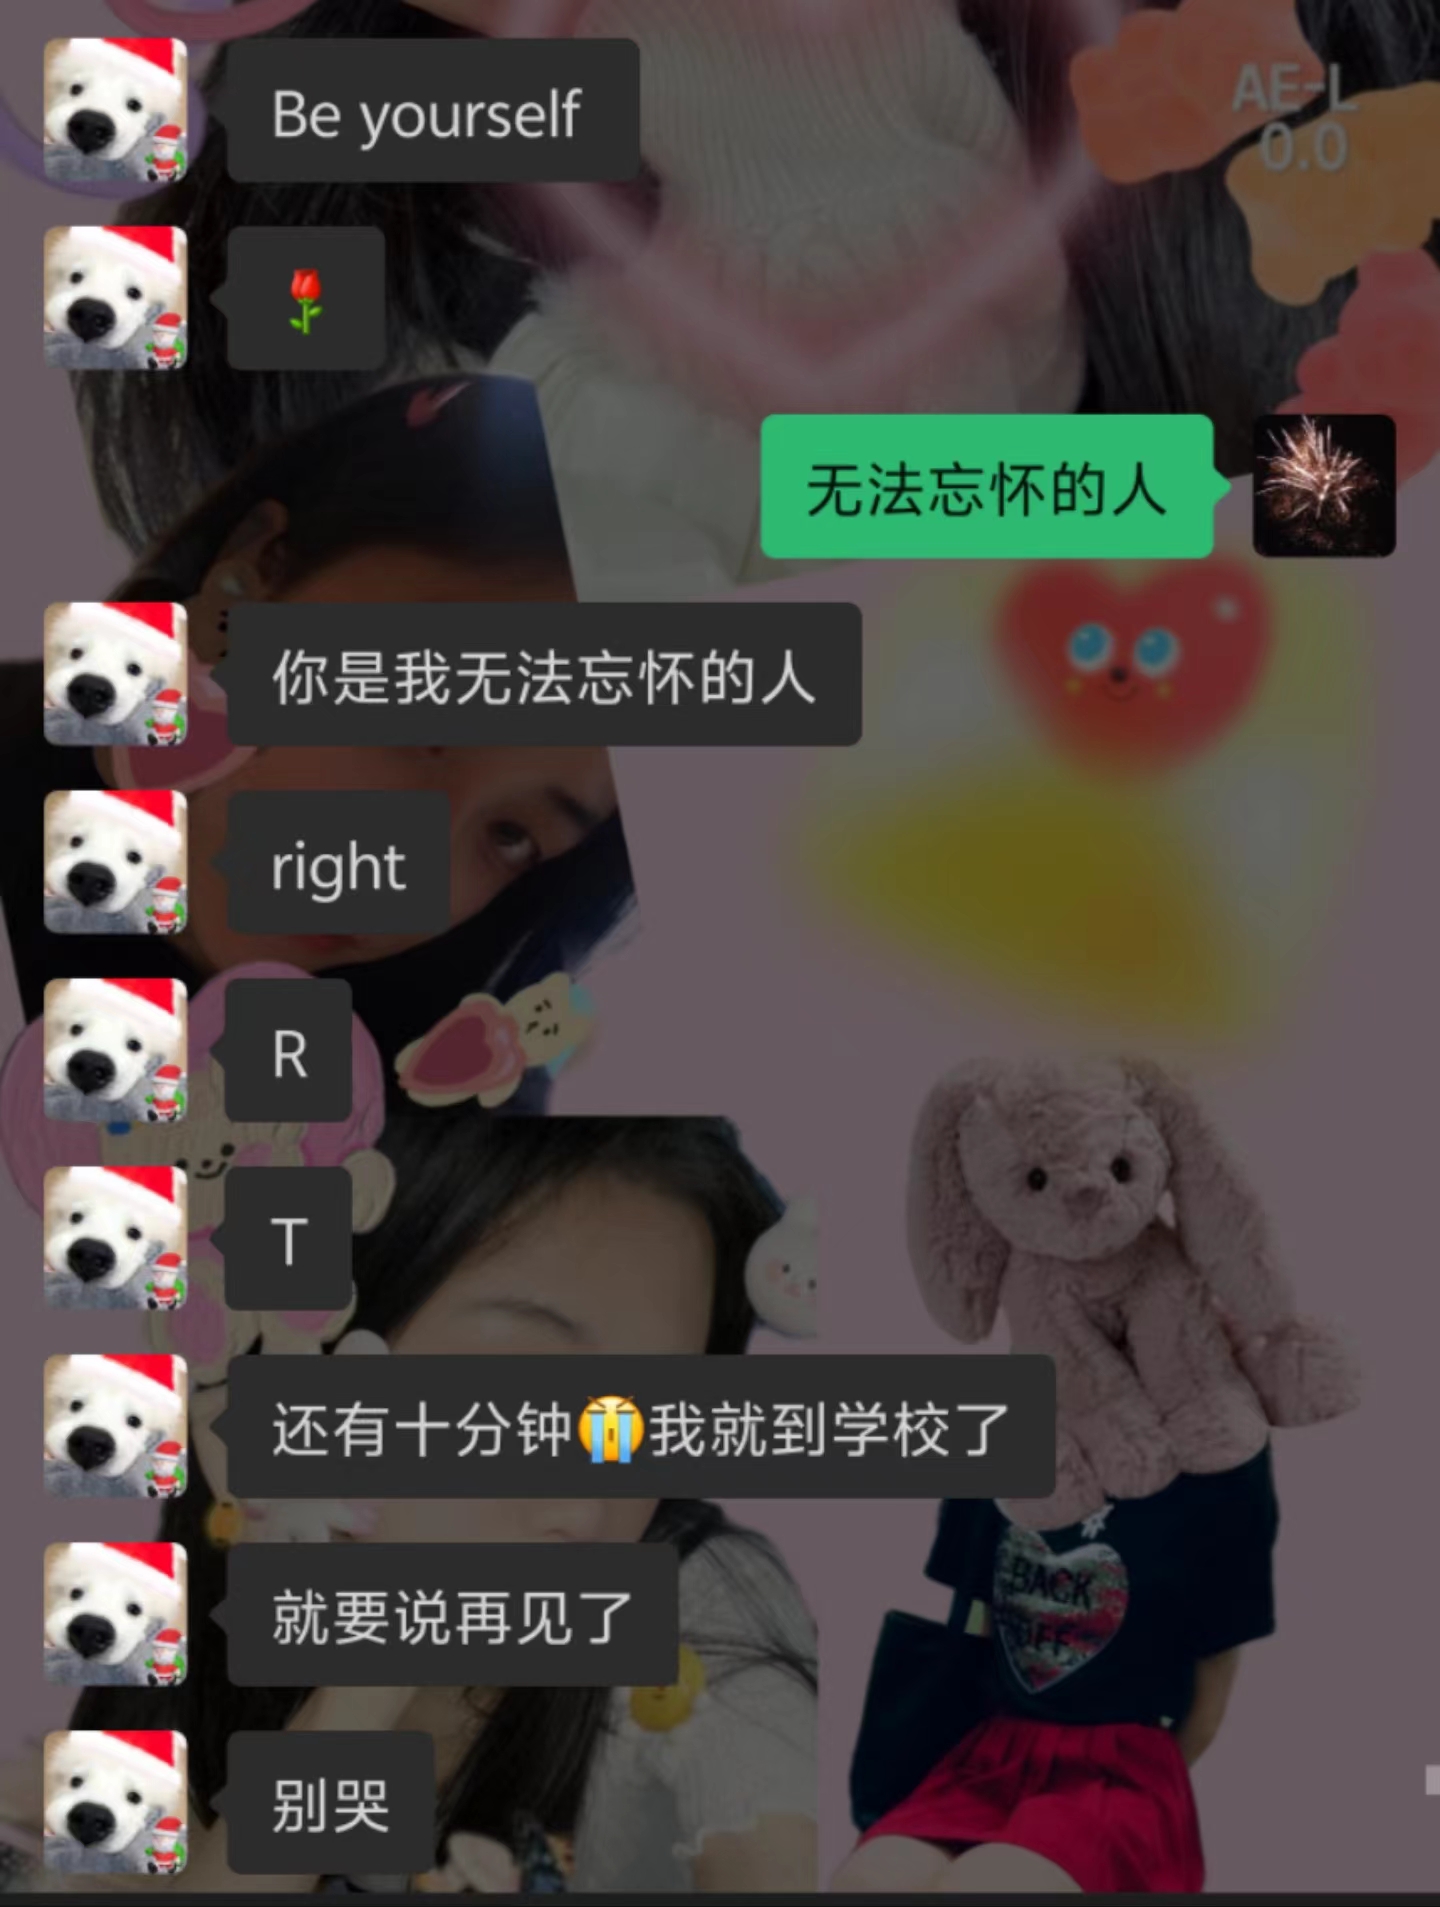 Be yourself
AE-L
0.0
🌹
无法忘怀的人
你是我无法忘怀的人
right
R
T
还有十分钟😭我就到学校了
就要说再见了
BACK
别哭